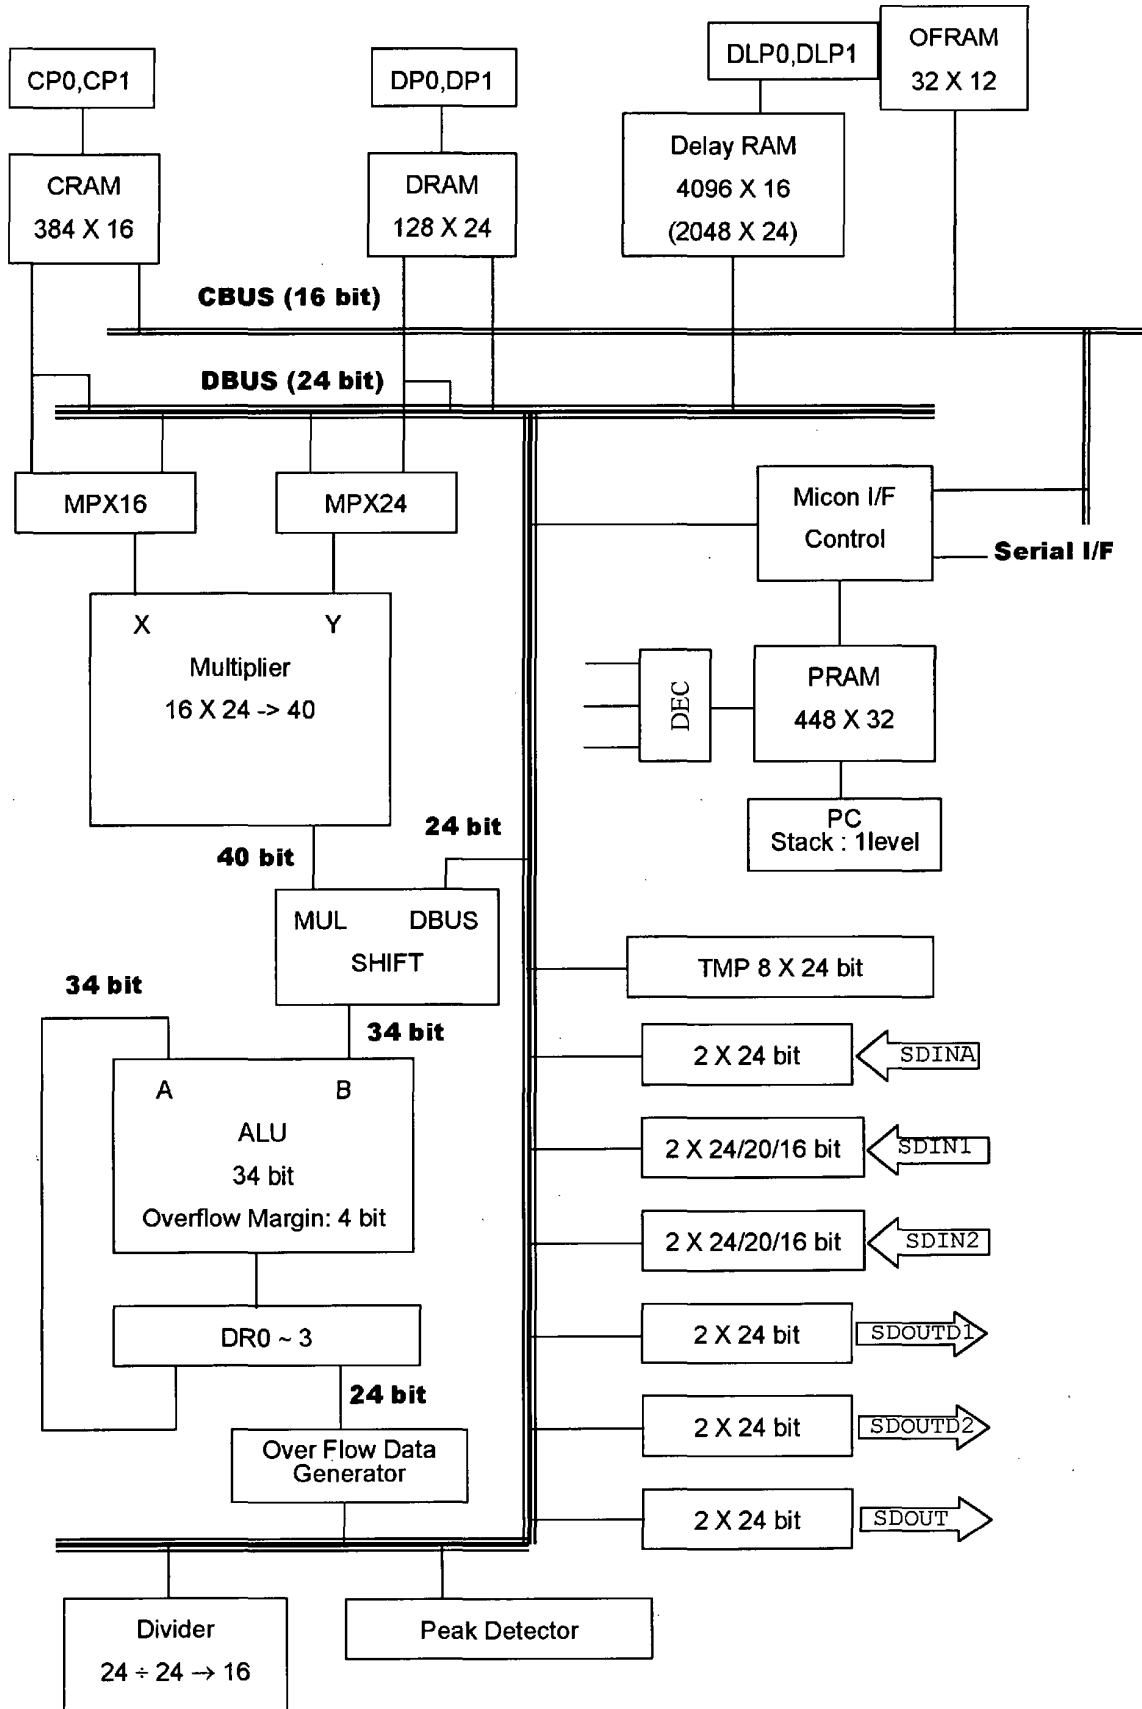 CP0,CP1
DP0,DP1
DLP0,DLP1
OFRAM
32 X 12
CRAM
384 X 16
DRAM
128 X 24
Delay RAM
4096 X 16
(2048 X 24)
CBUS (16 bit)
DBUS (24 bit)
MPX16
MPX24
Micon I/F
Control
Serial I/F
X
Y
Multiplier
16 X 24 -> 40
DEC
PRAM
448 X 32
PC
Stack : 1level
40 bit
24 bit
MUL
DBUS
SHIFT
TMP 8 X 24 bit
34 bit
34 bit
A
B
ALU
34 bit
Overflow Margin: 4 bit
2 X 24 bit
SDINA
2 X 24/20/16 bit
SDIN1
2 X 24/20/16 bit
SDIN2
DR0 ~ 3
2 X 24 bit
SDOUTD1
24 bit
2 X 24 bit
SDOUTD2
Over Flow Data
Generator
2 X 24 bit
SDOUT
Divider
24 ÷ 24 → 16
Peak Detector